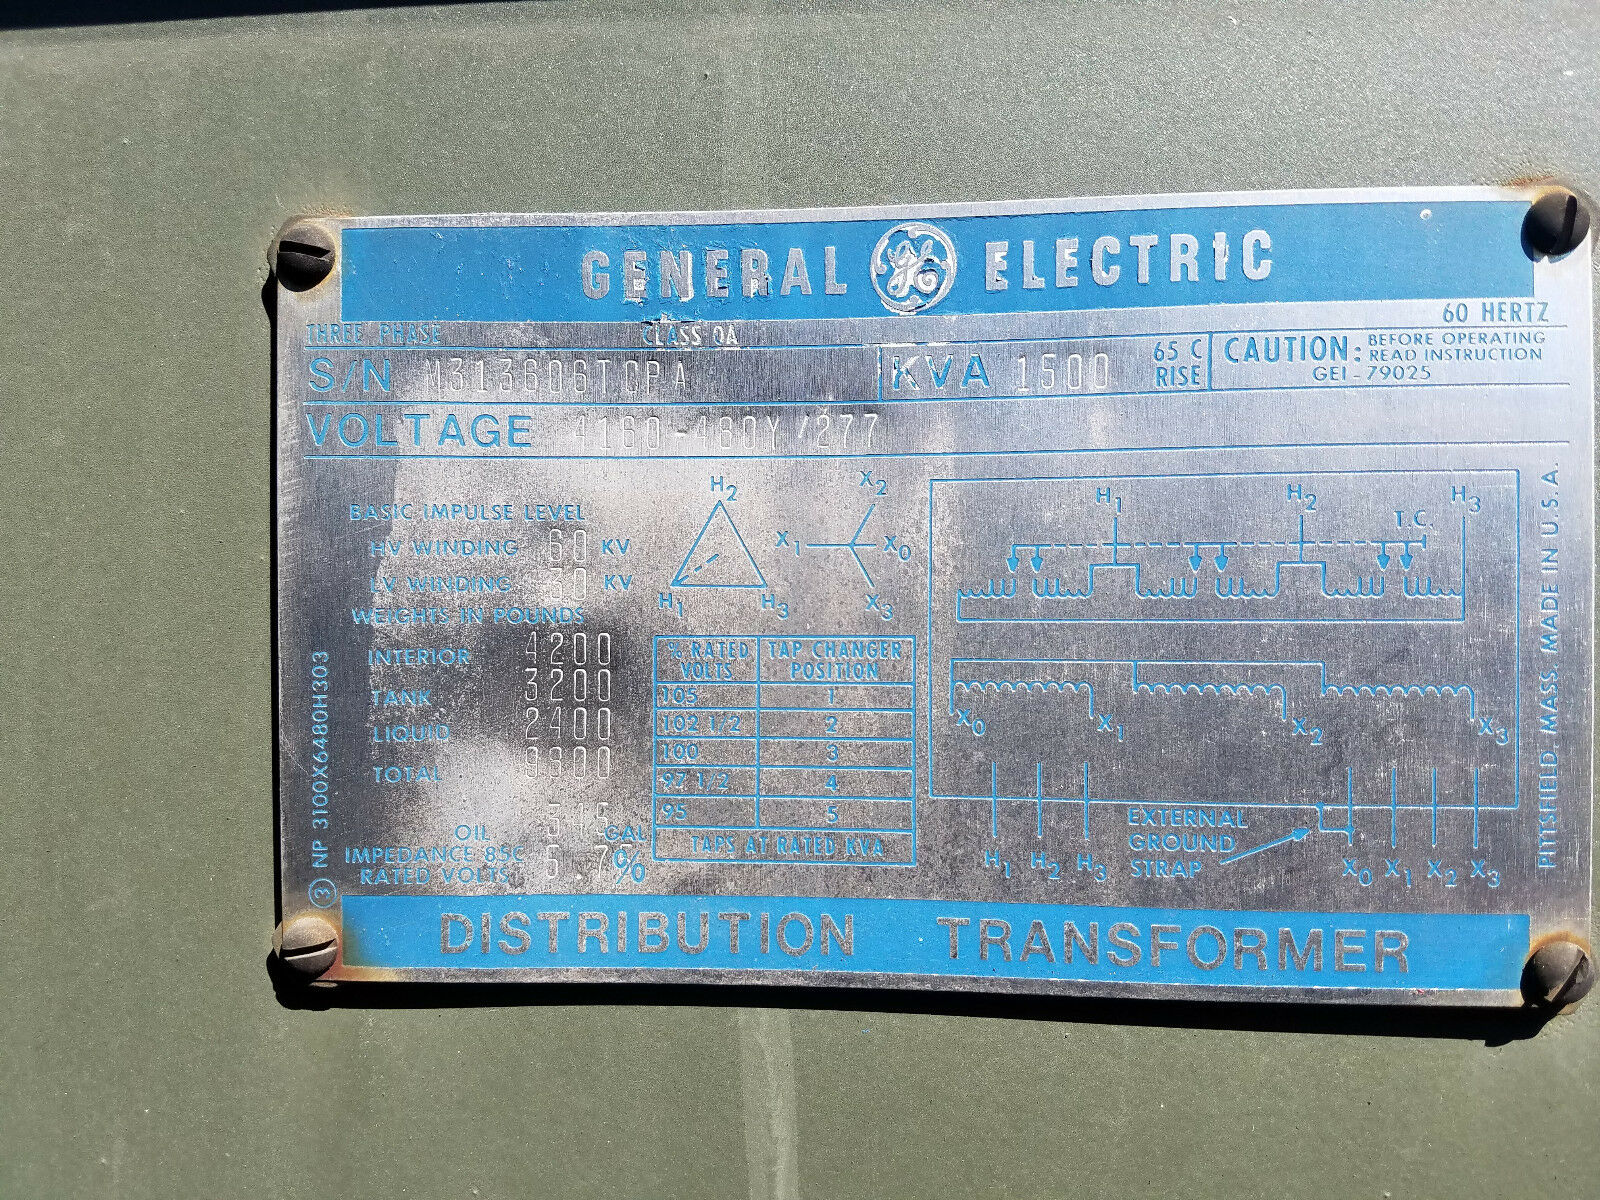 GENERAL GE ELECTRIC
60 HERTZ
THREE PHASE CLASS OA
S/N M313606TCPA KVA 1500 65 C RISE
CAUTION: BEFORE OPERATING
READ INSTRUCTION
GEI-79025
VOLTAGE 4160-480Y/277
BASIC IMPULSE LEVEL
HV WINDING 60 KV
LV WINDING 30 KV
WEIGHTS IN POUNDS
INTERIOR 4200
TANK 3200
LIQUID 2400
TOTAL 9800
OIL 345 GAL
IMPEDANCE 85C
RATED VOLTS %
H2
H1 H3
X2
X1 X0
X3
% RATED VOLTS TAP CHANGER POSITION
105 1
102 1/2 2
100 3
97 1/2 4
95 5
TAPS AT RATED KVA
H1 H2 H3
T.C.
X0 X1 X2 X3
EXTERNAL
GROUND
STRAP
H1 H2 H3 X0 X1 X2 X3
③ NP 3100X6480H303
PITTSFIELD, MASS. MADE IN U.S.A.
DISTRIBUTION TRANSFORMER